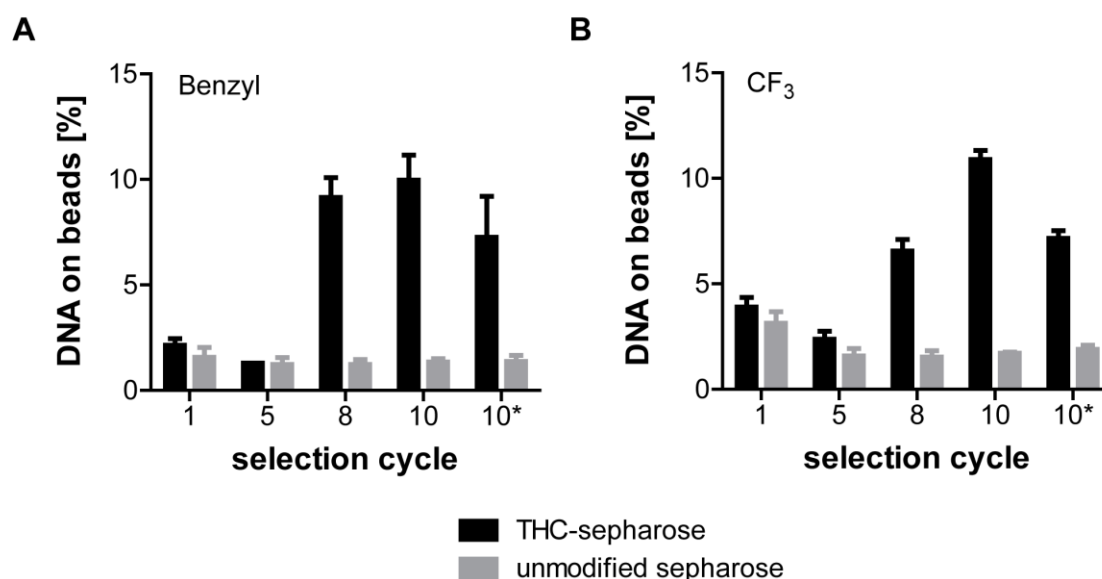 A
Benzyl
DNA on beads [%]
15
10
5
0
1 5 8 10 10*
selection cycle
B
CF₃
DNA on beads [%]
15
10
5
0
1 5 8 10 10*
selection cycle
THC-sepharose
unmodified sepharose